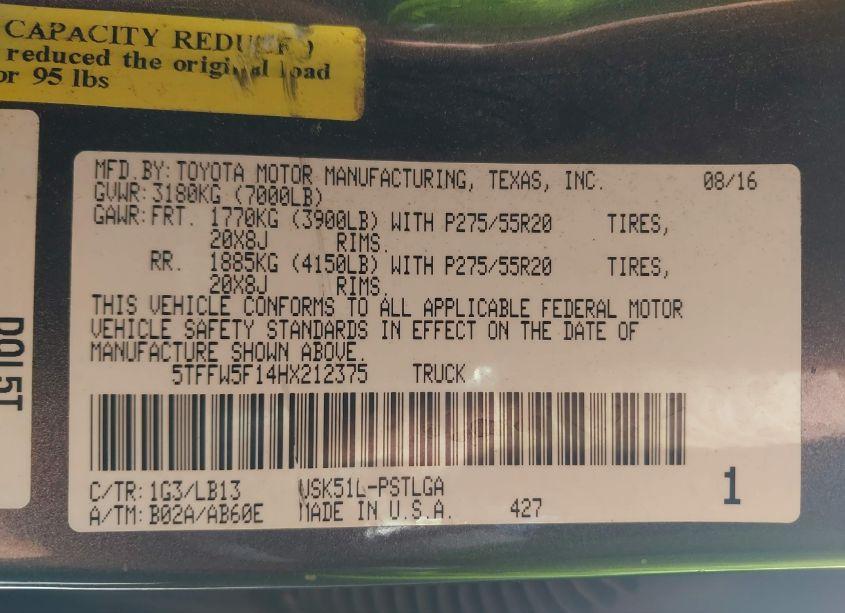 CAPACITY REDUCED
reduced the original load
or 95 lbs
MFD.BY: TOYOTA MOTOR MANUFACTURING, TEXAS, INC. 08/16
GVWR: 3180KG (7000LB)
GAWR: FRT. 1770KG (3900LB) WITH P275/55R20 TIRES,
20X8J RIMS.
RR. 1885KG (4150LB) WITH P275/55R20 TIRES,
20X8J RIMS.
THIS VEHICLE CONFORMS TO ALL APPLICABLE FEDERAL MOTOR
VEHICLE SAFETY STANDARDS IN EFFECT ON THE DATE OF
MANUFACTURE SHOWN ABOVE.
5TFFW5F14HX212375 TRUCK
C/TR: 1G3/LB13 USK51L-PSTLGA
A/TM: B02A/AB60E MADE IN U.S.A. 427
1